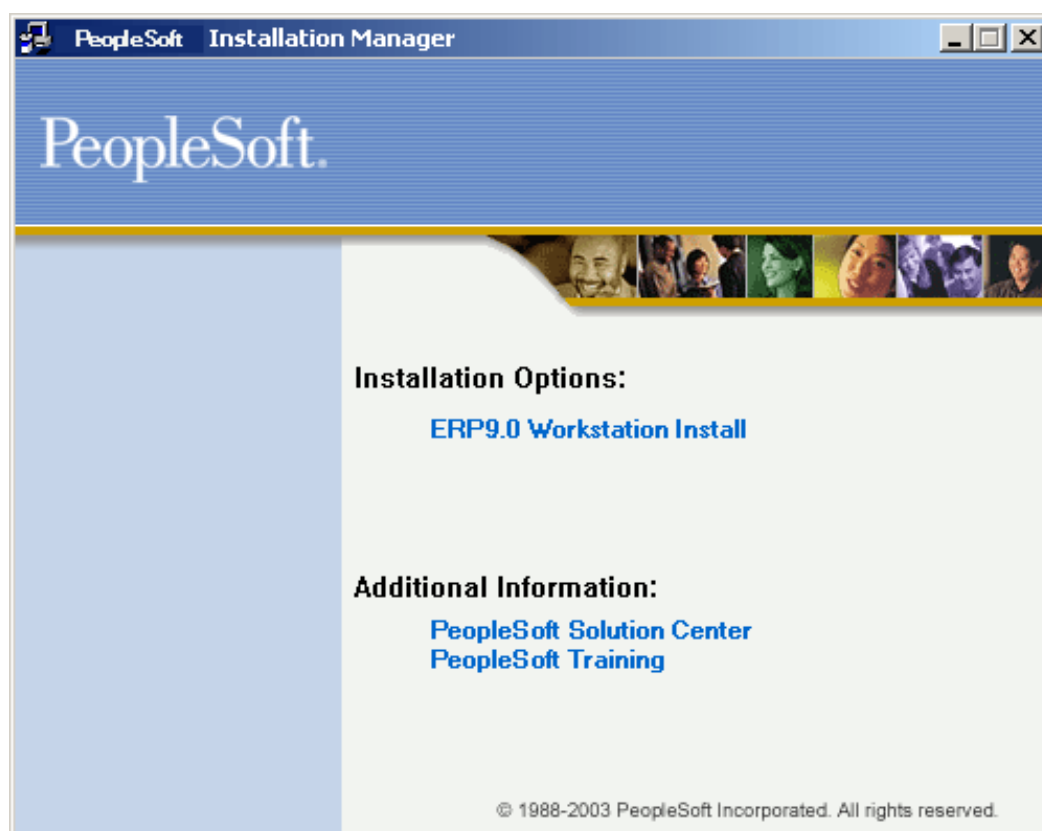 PeopleSoft Installation Manager
PeopleSoft.
Installation Options:
ERP9.0 Workstation Install
Additional Information:
PeopleSoft Solution Center
PeopleSoft Training
© 1988-2003 PeopleSoft Incorporated. All rights reserved.